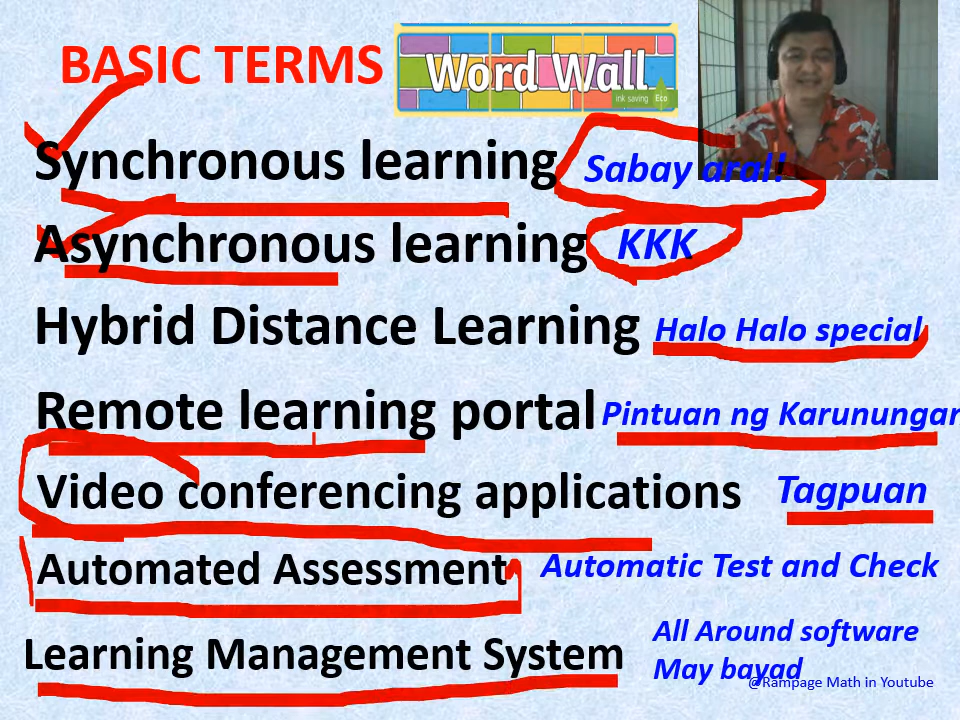 BASIC TERMS
Word Wall
ink saving Eco
Synchronous learning Sabay aral!
Asynchronous learning KKK
Hybrid Distance Learning Halo Halo special
Remote learning portal Pintuan ng Karunungan
Video conferencing applications Tagpuan
Automated Assessment Automatic Test and Check
Learning Management System All Around software
May bayad
@Rampage Math in Youtube